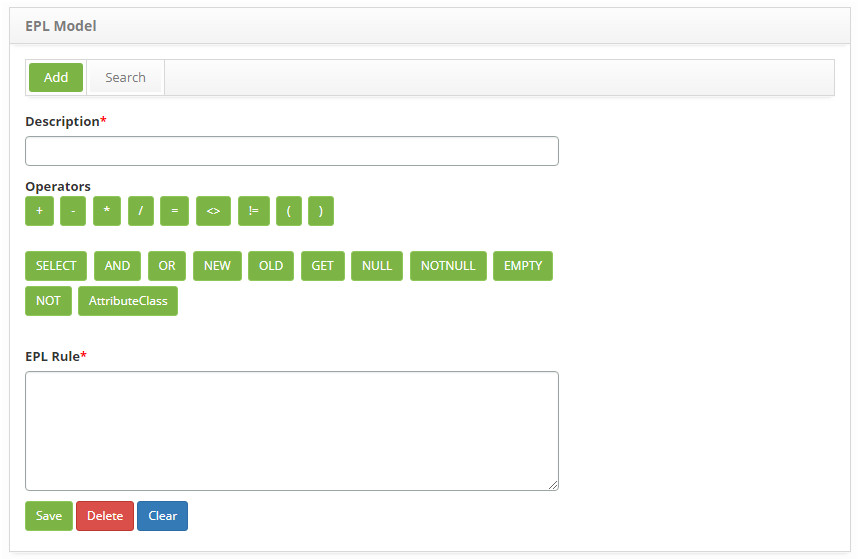 EPL Model
Add Search
Description*
Operators
+ - * / = <> != ( )
SELECT AND OR NEW OLD GET NULL NOTNULL EMPTY
NOT AttributeClass
EPL Rule*
Save Delete Clear